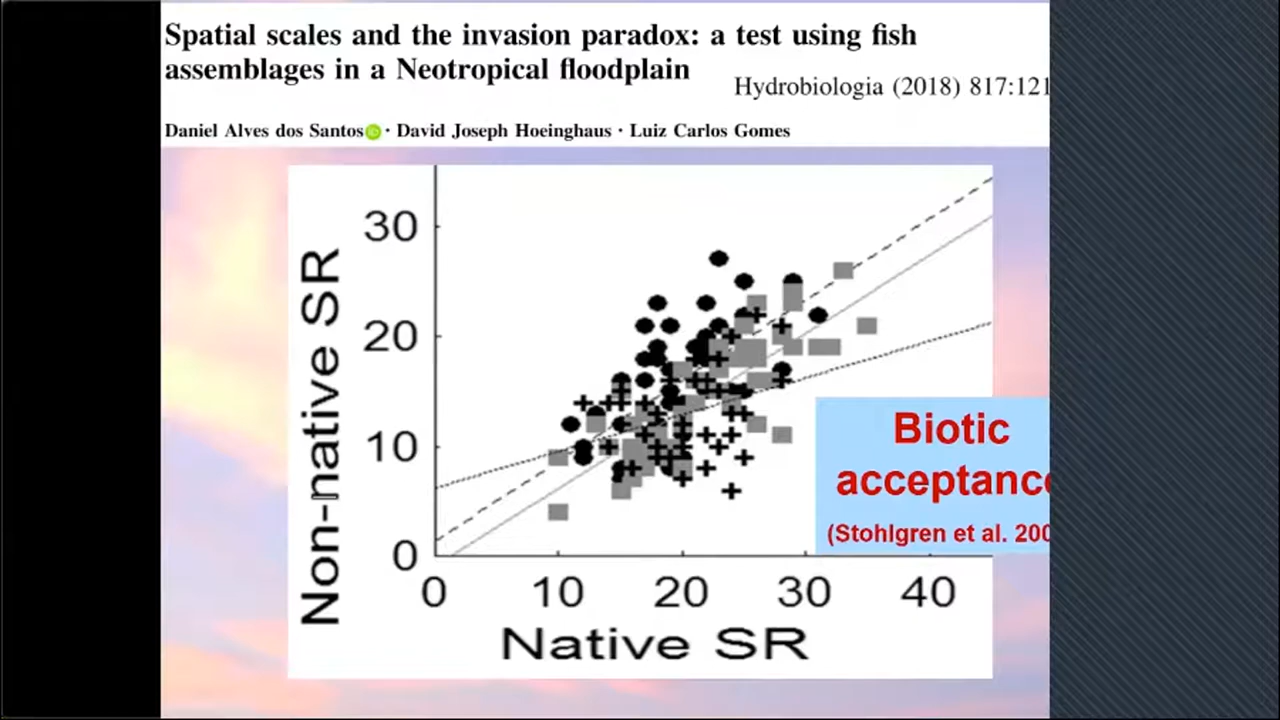 Spatial scales and the invasion paradox: a test using fish
assemblages in a Neotropical floodplain
Hydrobiologia (2018) 817:121
Daniel Alves dos Santos · David Joseph Hoeinghaus · Luiz Carlos Gomes
30
20
10
0
Non-native SR
0 10 20 30 40
Native SR
Biotic
acceptance
(Stohlgren et al. 200